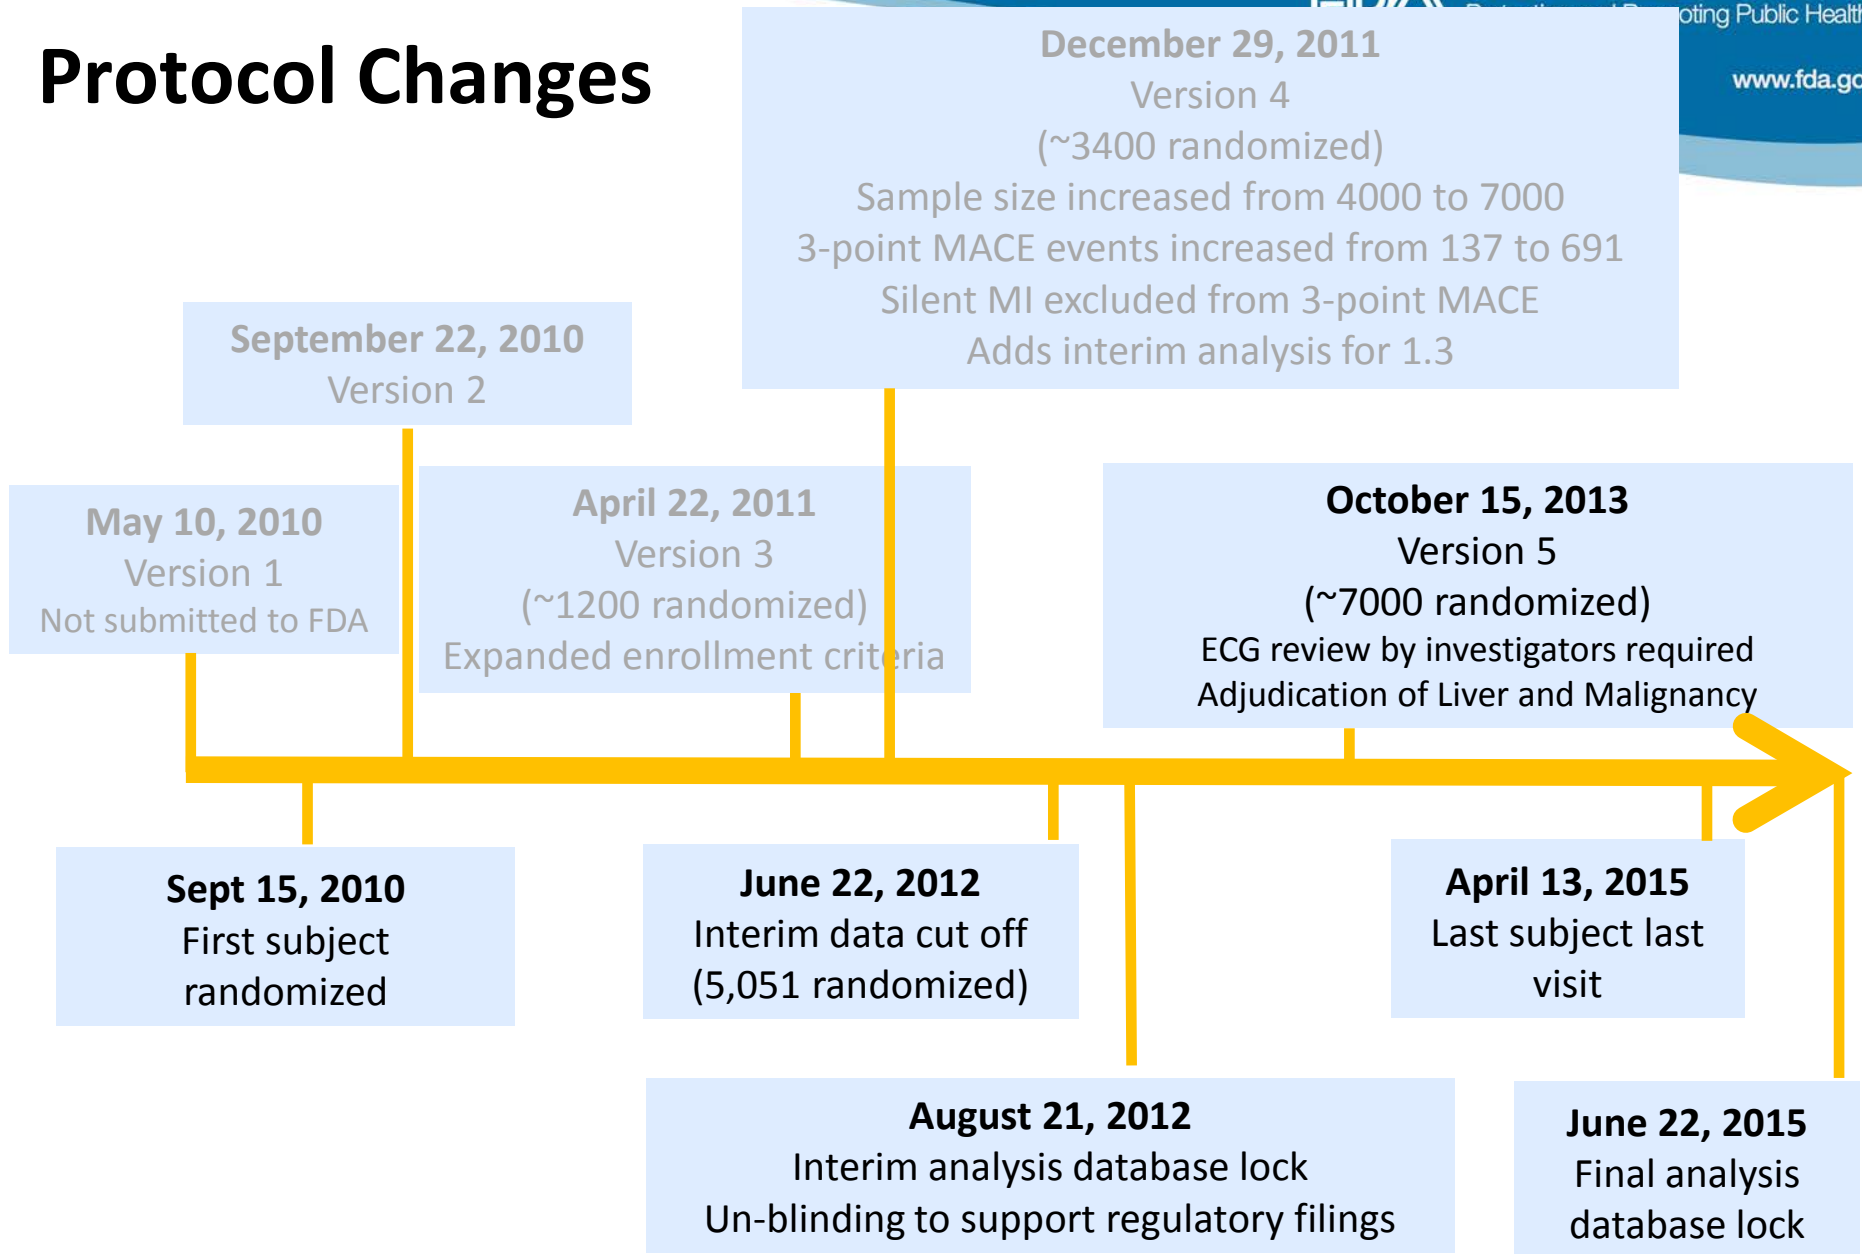 oting Public Health
www.fda.go
Protocol Changes
December 29, 2011
Version 4
(~3400 randomized)
Sample size increased from 4000 to 7000
3-point MACE events increased from 137 to 691
Silent MI excluded from 3-point MACE
Adds interim analysis for 1.3
September 22, 2010
Version 2
May 10, 2010
Version 1
Not submitted to FDA
April 22, 2011
Version 3
(~1200 randomized)
Expanded enrollment criteria
October 15, 2013
Version 5
(~7000 randomized)
ECG review by investigators required
Adjudication of Liver and Malignancy
Sept 15, 2010
First subject
randomized
June 22, 2012
Interim data cut off
(5,051 randomized)
April 13, 2015
Last subject last
visit
August 21, 2012
Interim analysis database lock
Un-blinding to support regulatory filings
June 22, 2015
Final analysis
database lock